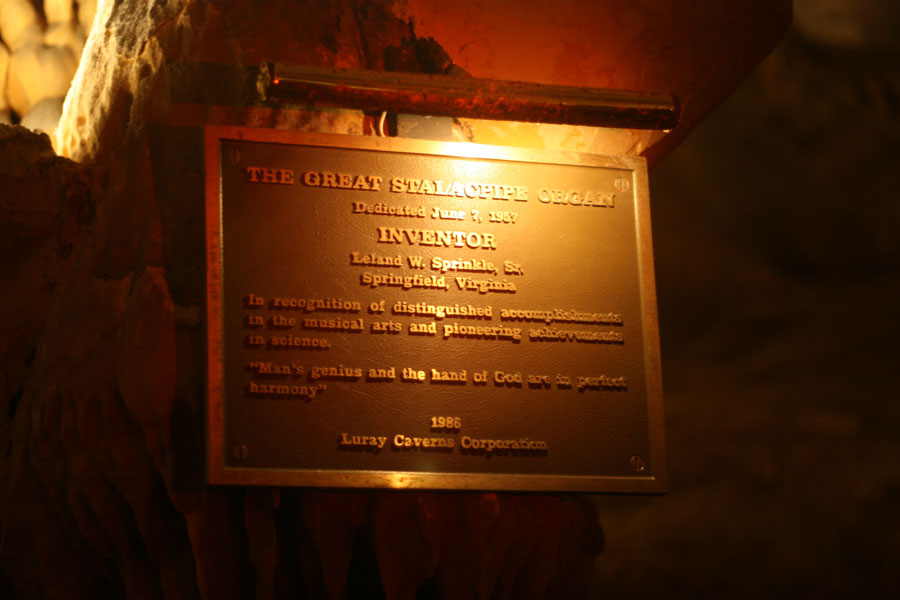 THE GREAT STALACPIPE ORGAN
Dedicated June 7, 1957
INVENTOR
Leland W. Sprinkle, Sr.
Springfield, Virginia
In recognition of distinguished accomplishments
in the musical arts and pioneering achievements
in science.
"Man's genius and the hand of God are in perfect
harmony"
1986
Luray Caverns Corporation